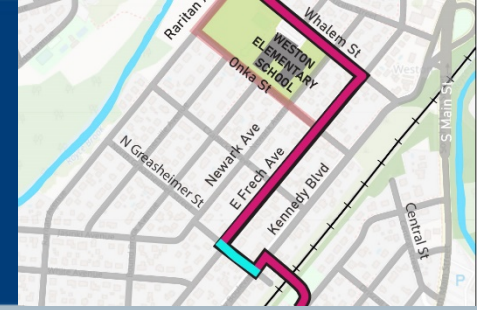 Raritan
Whalem St
WESTON
ELEMENTARY
SCHOOL
Onka St
Weston
S Main St
Newark Ave
N Greasheimer St
E Frech Ave
Kennedy Blvd
Central St
P